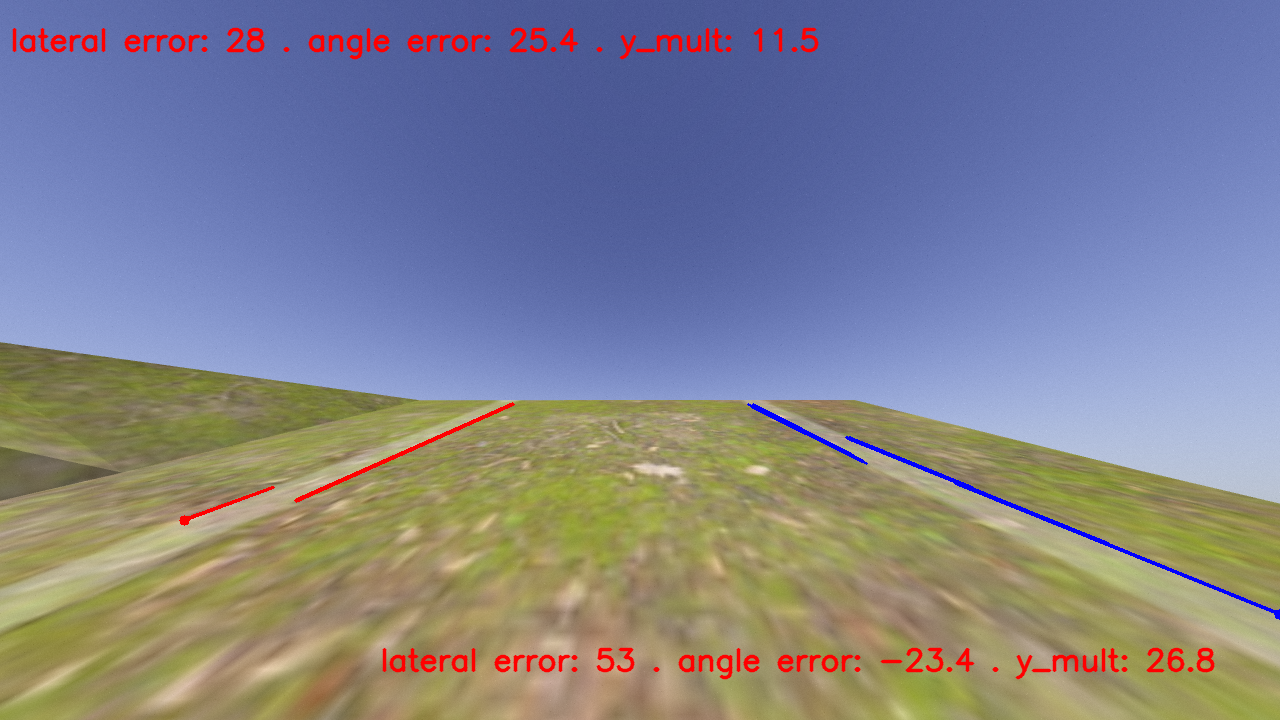 lateral error: 28 . angle error: 25.4 . y_mult: 11.5
lateral error: 53 . angle error: -23.4 . y_mult: 26.8